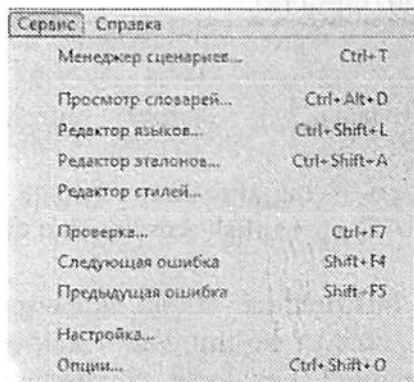 Сервис Справка
Менеджер сценариев... Ctrl+T
Просмотр словарей... Ctrl+Alt+D
Редактор языков... Ctrl+Shift+L
Редактор эталонов... Ctrl+Shift+A
Редактор стилей...
Проверка... Ctrl+F7
Следующая ошибка Shift+F4
Предыдущая ошибка Shift+F5
Настройка...
Опции... Ctrl+Shift+O